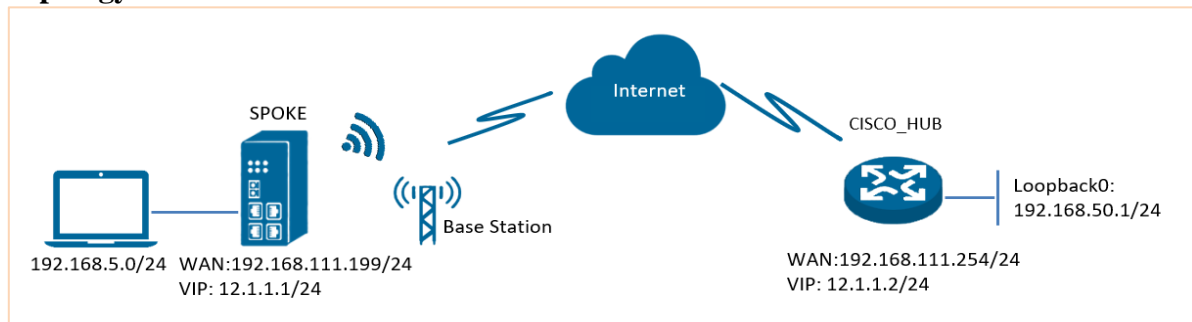 SPOKE
Internet
CISCO_HUB
Base Station
Loopback0:
192.168.50.1/24
192.168.5.0/24
WAN:192.168.111.199/24
VIP: 12.1.1.1/24
WAN:192.168.111.254/24
VIP: 12.1.1.2/24